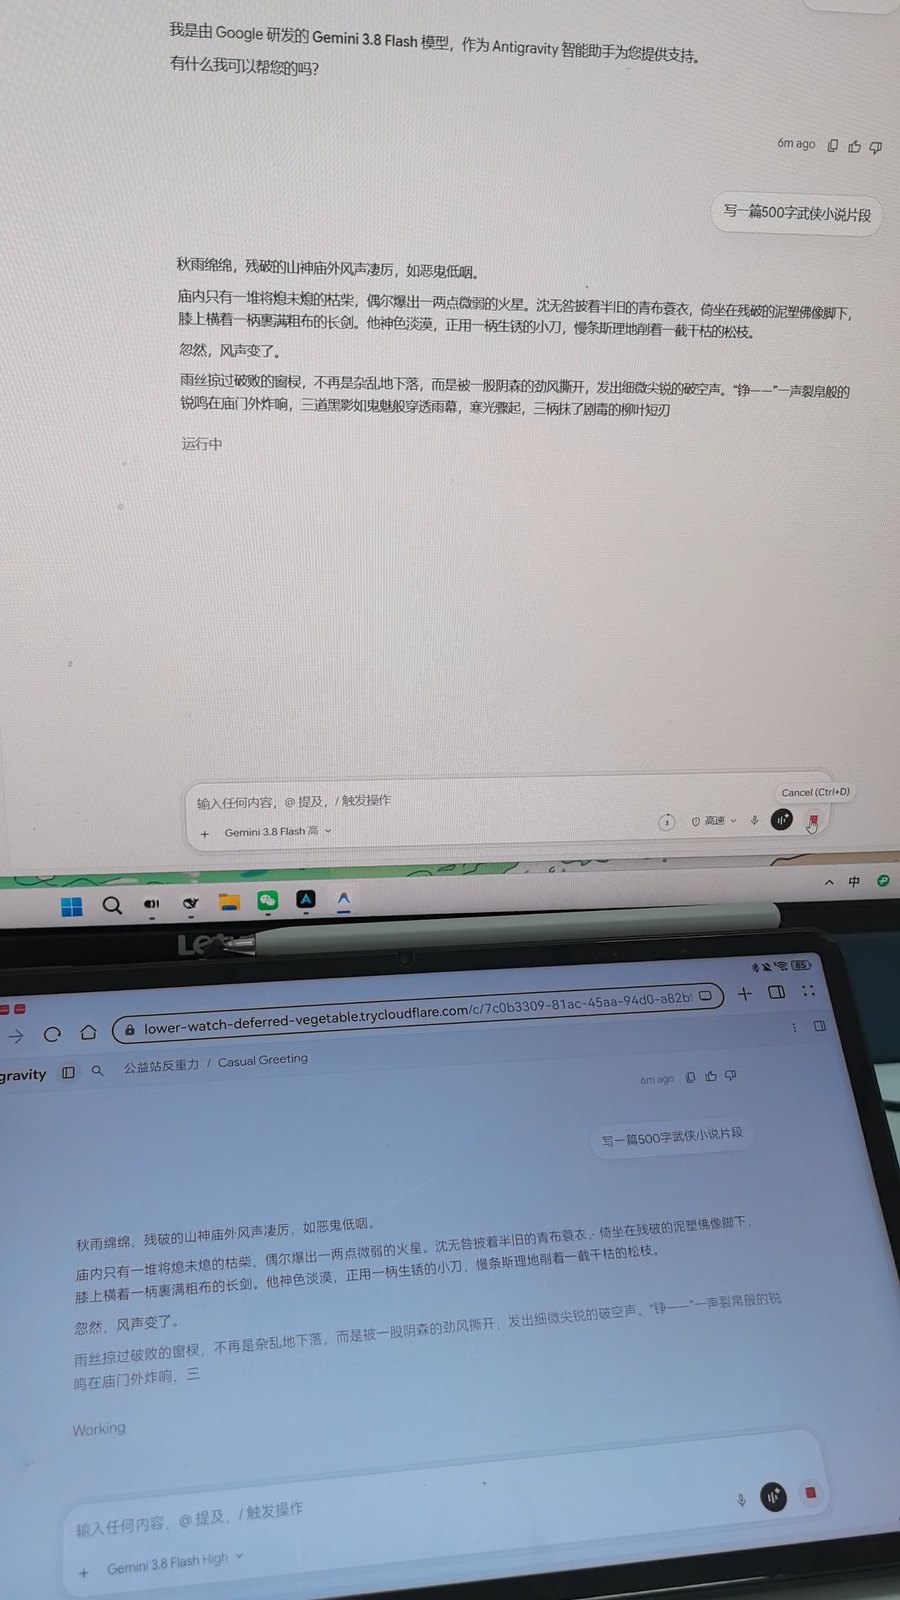 我是由 Google 研发的 Gemini 3.8 Flash 模型，作为 Antigravity 智能助手为您提供支持。
有什么我可以帮您的吗？
6m ago
写一篇500字武侠小说片段
秋雨绵绵，残破的山神庙外风声凄厉，如恶鬼低咽。
庙内只有一堆将熄未熄的枯柴，偶尔爆出一两点微弱的火星。沈无咎披着半旧的青布蓑衣，倚坐在残破的泥塑佛像脚下，
膝上横着一柄裹满粗布的长剑。他神色淡漠，正用一柄生锈的小刀，慢条斯理地削着一截干枯的松枝。
忽然，风声变了。
雨丝掠过破败的窗棂，不再是杂乱地下落，而是被一股阴森的劲风撕开，发出细微尖锐的破空声。“铮——”一声裂帛般的
锐鸣在庙门外炸响，三道黑影如鬼魅般穿透雨幕，寒光骤起，三柄抹了剧毒的柳叶短刃
运行中
Cancel (Ctrl+D)
输入任何内容，@ 提及，/ 触发操作
Gemini 3.8 Flash 高
高速
中
85
lower-watch-deferred-vegetable.trycloudflare.com/c/7c0b3309-81ac-45aa-94d0-a82b
gravity
公益站反重力 / Casual Greeting
6m ago
写一篇500字武侠小说片段
秋雨绵绵，残破的山神庙外风声凄厉，如恶鬼低咽。
庙内只有一堆将熄未熄的枯柴，偶尔爆出一两点微弱的火星。沈无咎披着半旧的青布蓑衣，倚坐在残破的泥塑佛像脚下，
膝上横着一柄裹满粗布的长剑。他神色淡漠，正用一柄生锈的小刀，慢条斯理地削着一截干枯的松枝。
忽然，风声变了。
雨丝掠过破败的窗棂，不再是杂乱地下落，而是被一股阴森的劲风撕开，发出细微尖锐的破空声。“铮——”一声裂帛般的锐
鸣在庙门外炸响，三
Working
输入任何内容，@ 提及，/ 触发操作
Gemini 3.8 Flash High